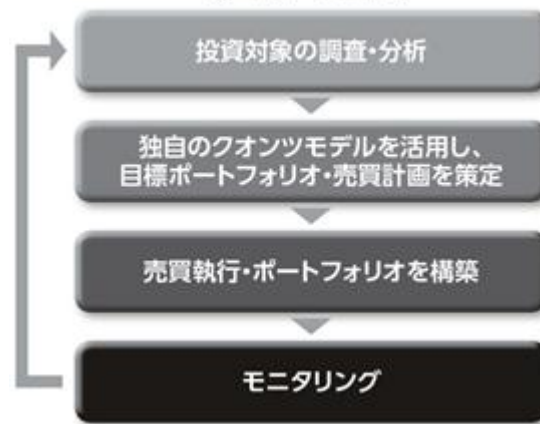 投資対象の調査・分析
独自のクオンツモデルを活用し、
目標ポートフォリオ・売買計画を策定
売買執行・ポートフォリオを構築
モニタリング